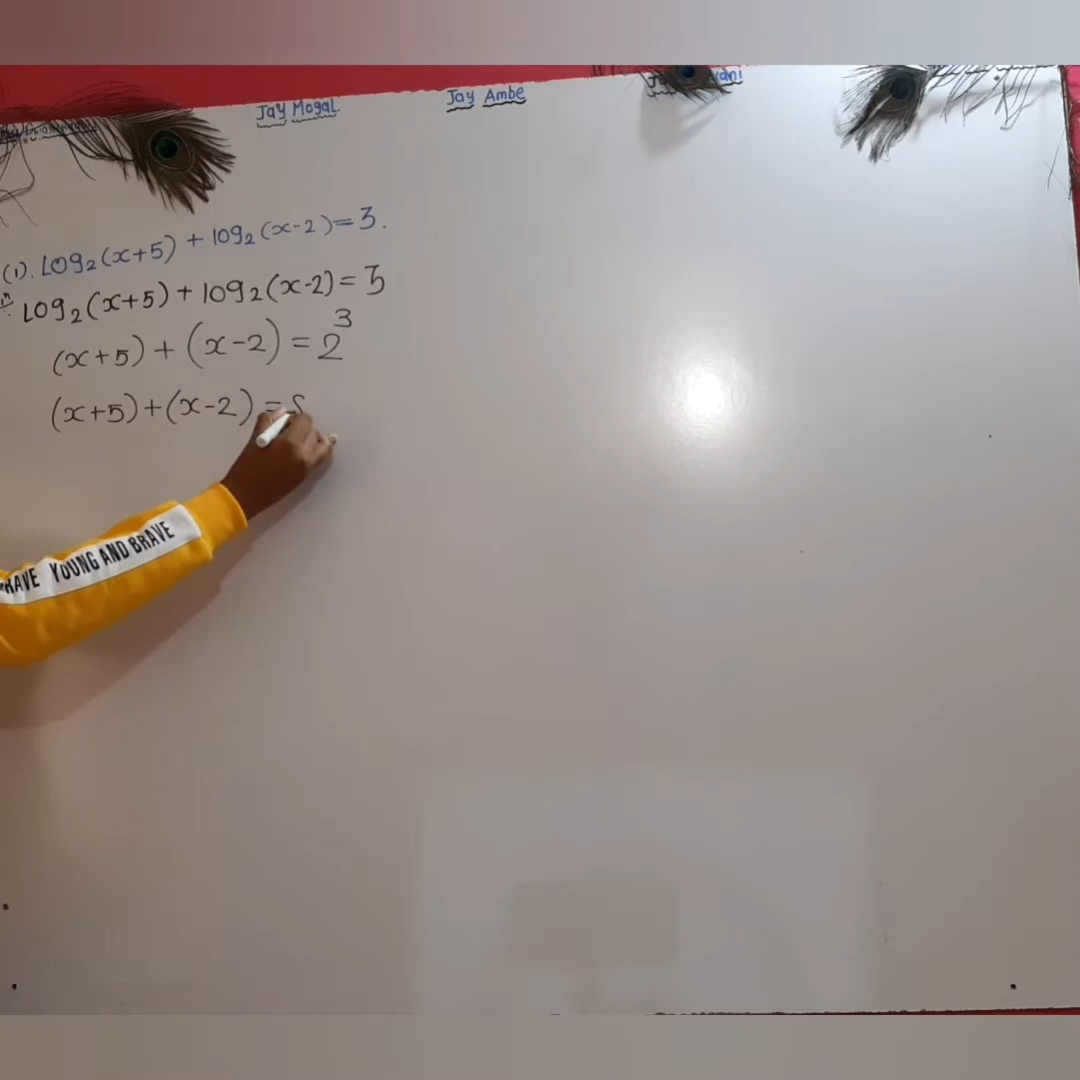 Jay Mogal.
Jay Ambe
(1). Log₂(x+5) + log₂(x-2) = 3.
Log₂(x+5) + log₂(x-2) = 3
(x+5) + (x-2) = 2³
(x+5) + (x-2) =
YOUNG AND BRAVE